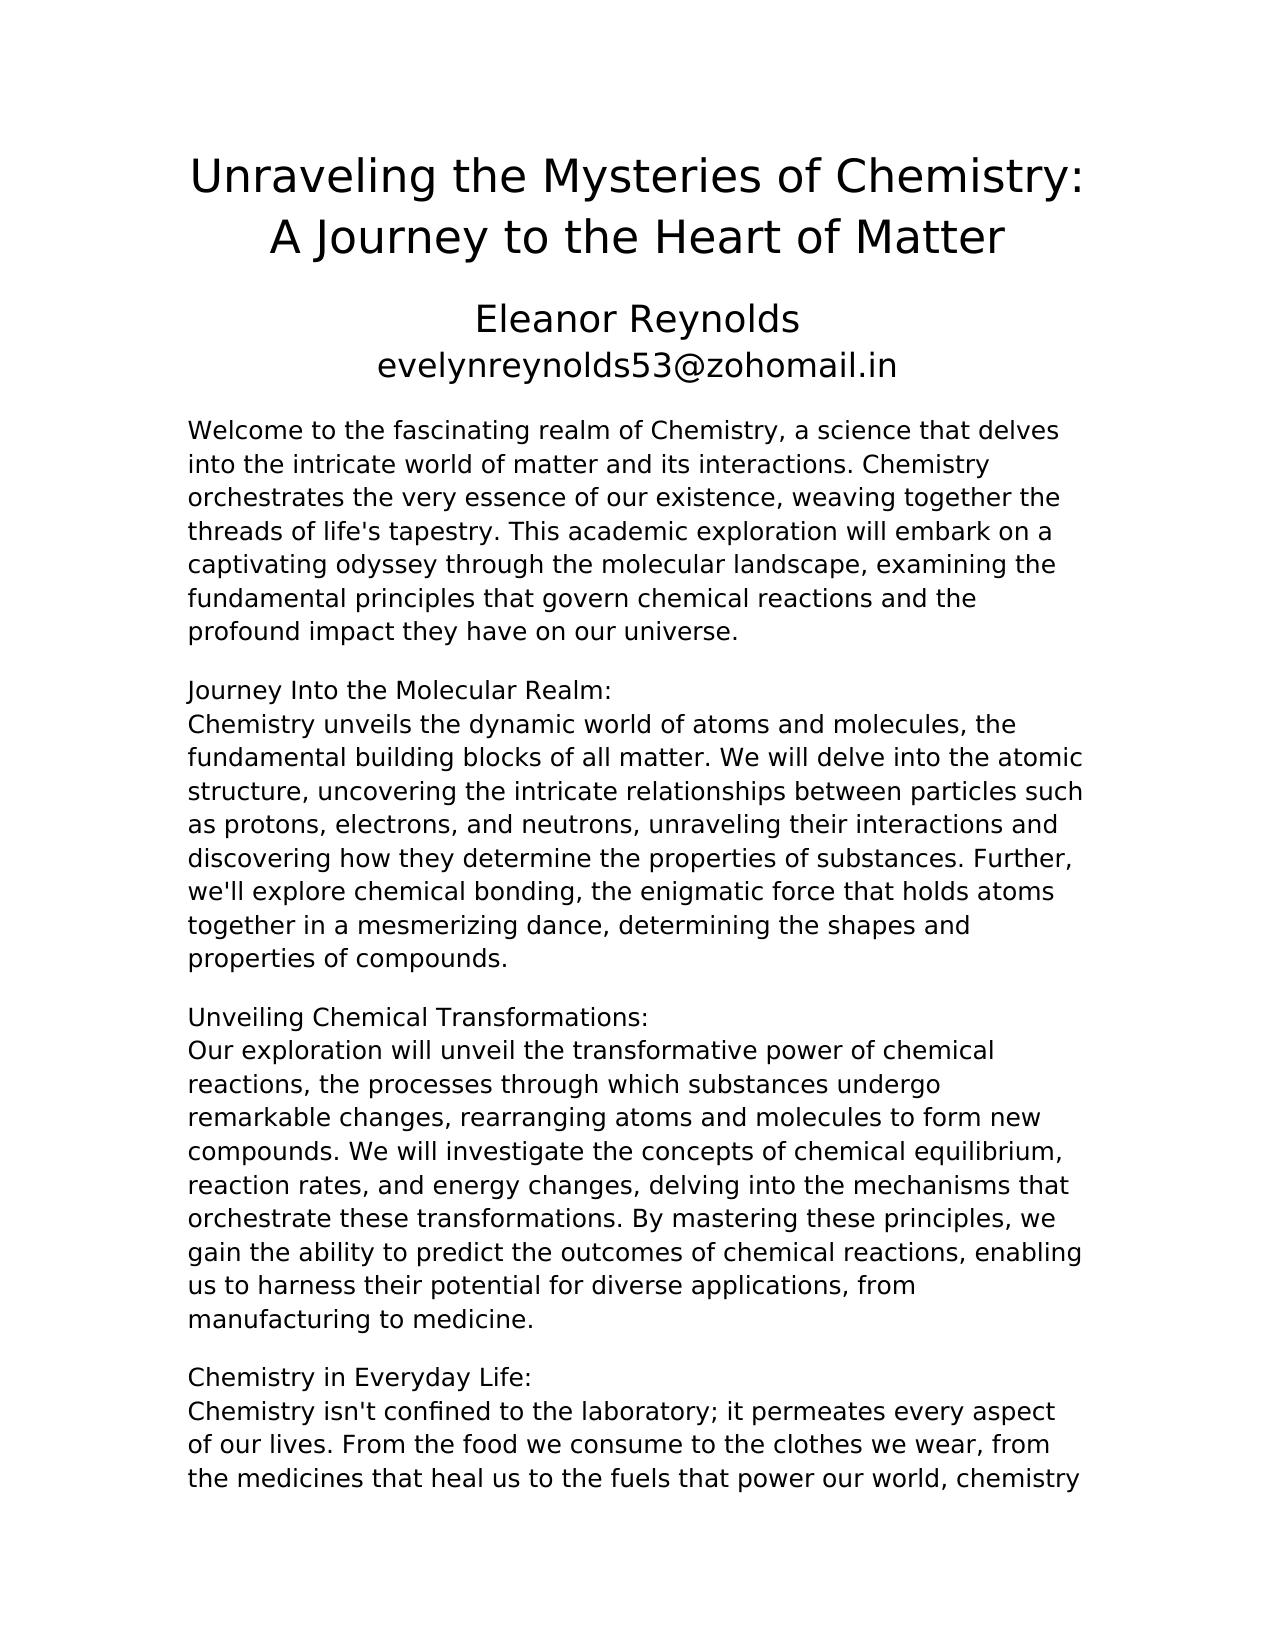 Unraveling the Mysteries of Chemistry:
A Journey to the Heart of Matter
Eleanor Reynolds
evelynreynolds53@zohomail.in
Welcome to the fascinating realm of Chemistry, a science that delves
into the intricate world of matter and its interactions. Chemistry
orchestrates the very essence of our existence, weaving together the
threads of life's tapestry. This academic exploration will embark on a
captivating odyssey through the molecular landscape, examining the
fundamental principles that govern chemical reactions and the
profound impact they have on our universe.
Journey Into the Molecular Realm:
Chemistry unveils the dynamic world of atoms and molecules, the
fundamental building blocks of all matter. We will delve into the atomic
structure, uncovering the intricate relationships between particles such
as protons, electrons, and neutrons, unraveling their interactions and
discovering how they determine the properties of substances. Further,
we'll explore chemical bonding, the enigmatic force that holds atoms
together in a mesmerizing dance, determining the shapes and
properties of compounds.
Unveiling Chemical Transformations:
Our exploration will unveil the transformative power of chemical
reactions, the processes through which substances undergo
remarkable changes, rearranging atoms and molecules to form new
compounds. We will investigate the concepts of chemical equilibrium,
reaction rates, and energy changes, delving into the mechanisms that
orchestrate these transformations. By mastering these principles, we
gain the ability to predict the outcomes of chemical reactions, enabling
us to harness their potential for diverse applications, from
manufacturing to medicine.
Chemistry in Everyday Life:
Chemistry isn't confined to the laboratory; it permeates every aspect
of our lives. From the food we consume to the clothes we wear, from
the medicines that heal us to the fuels that power our world, chemistry